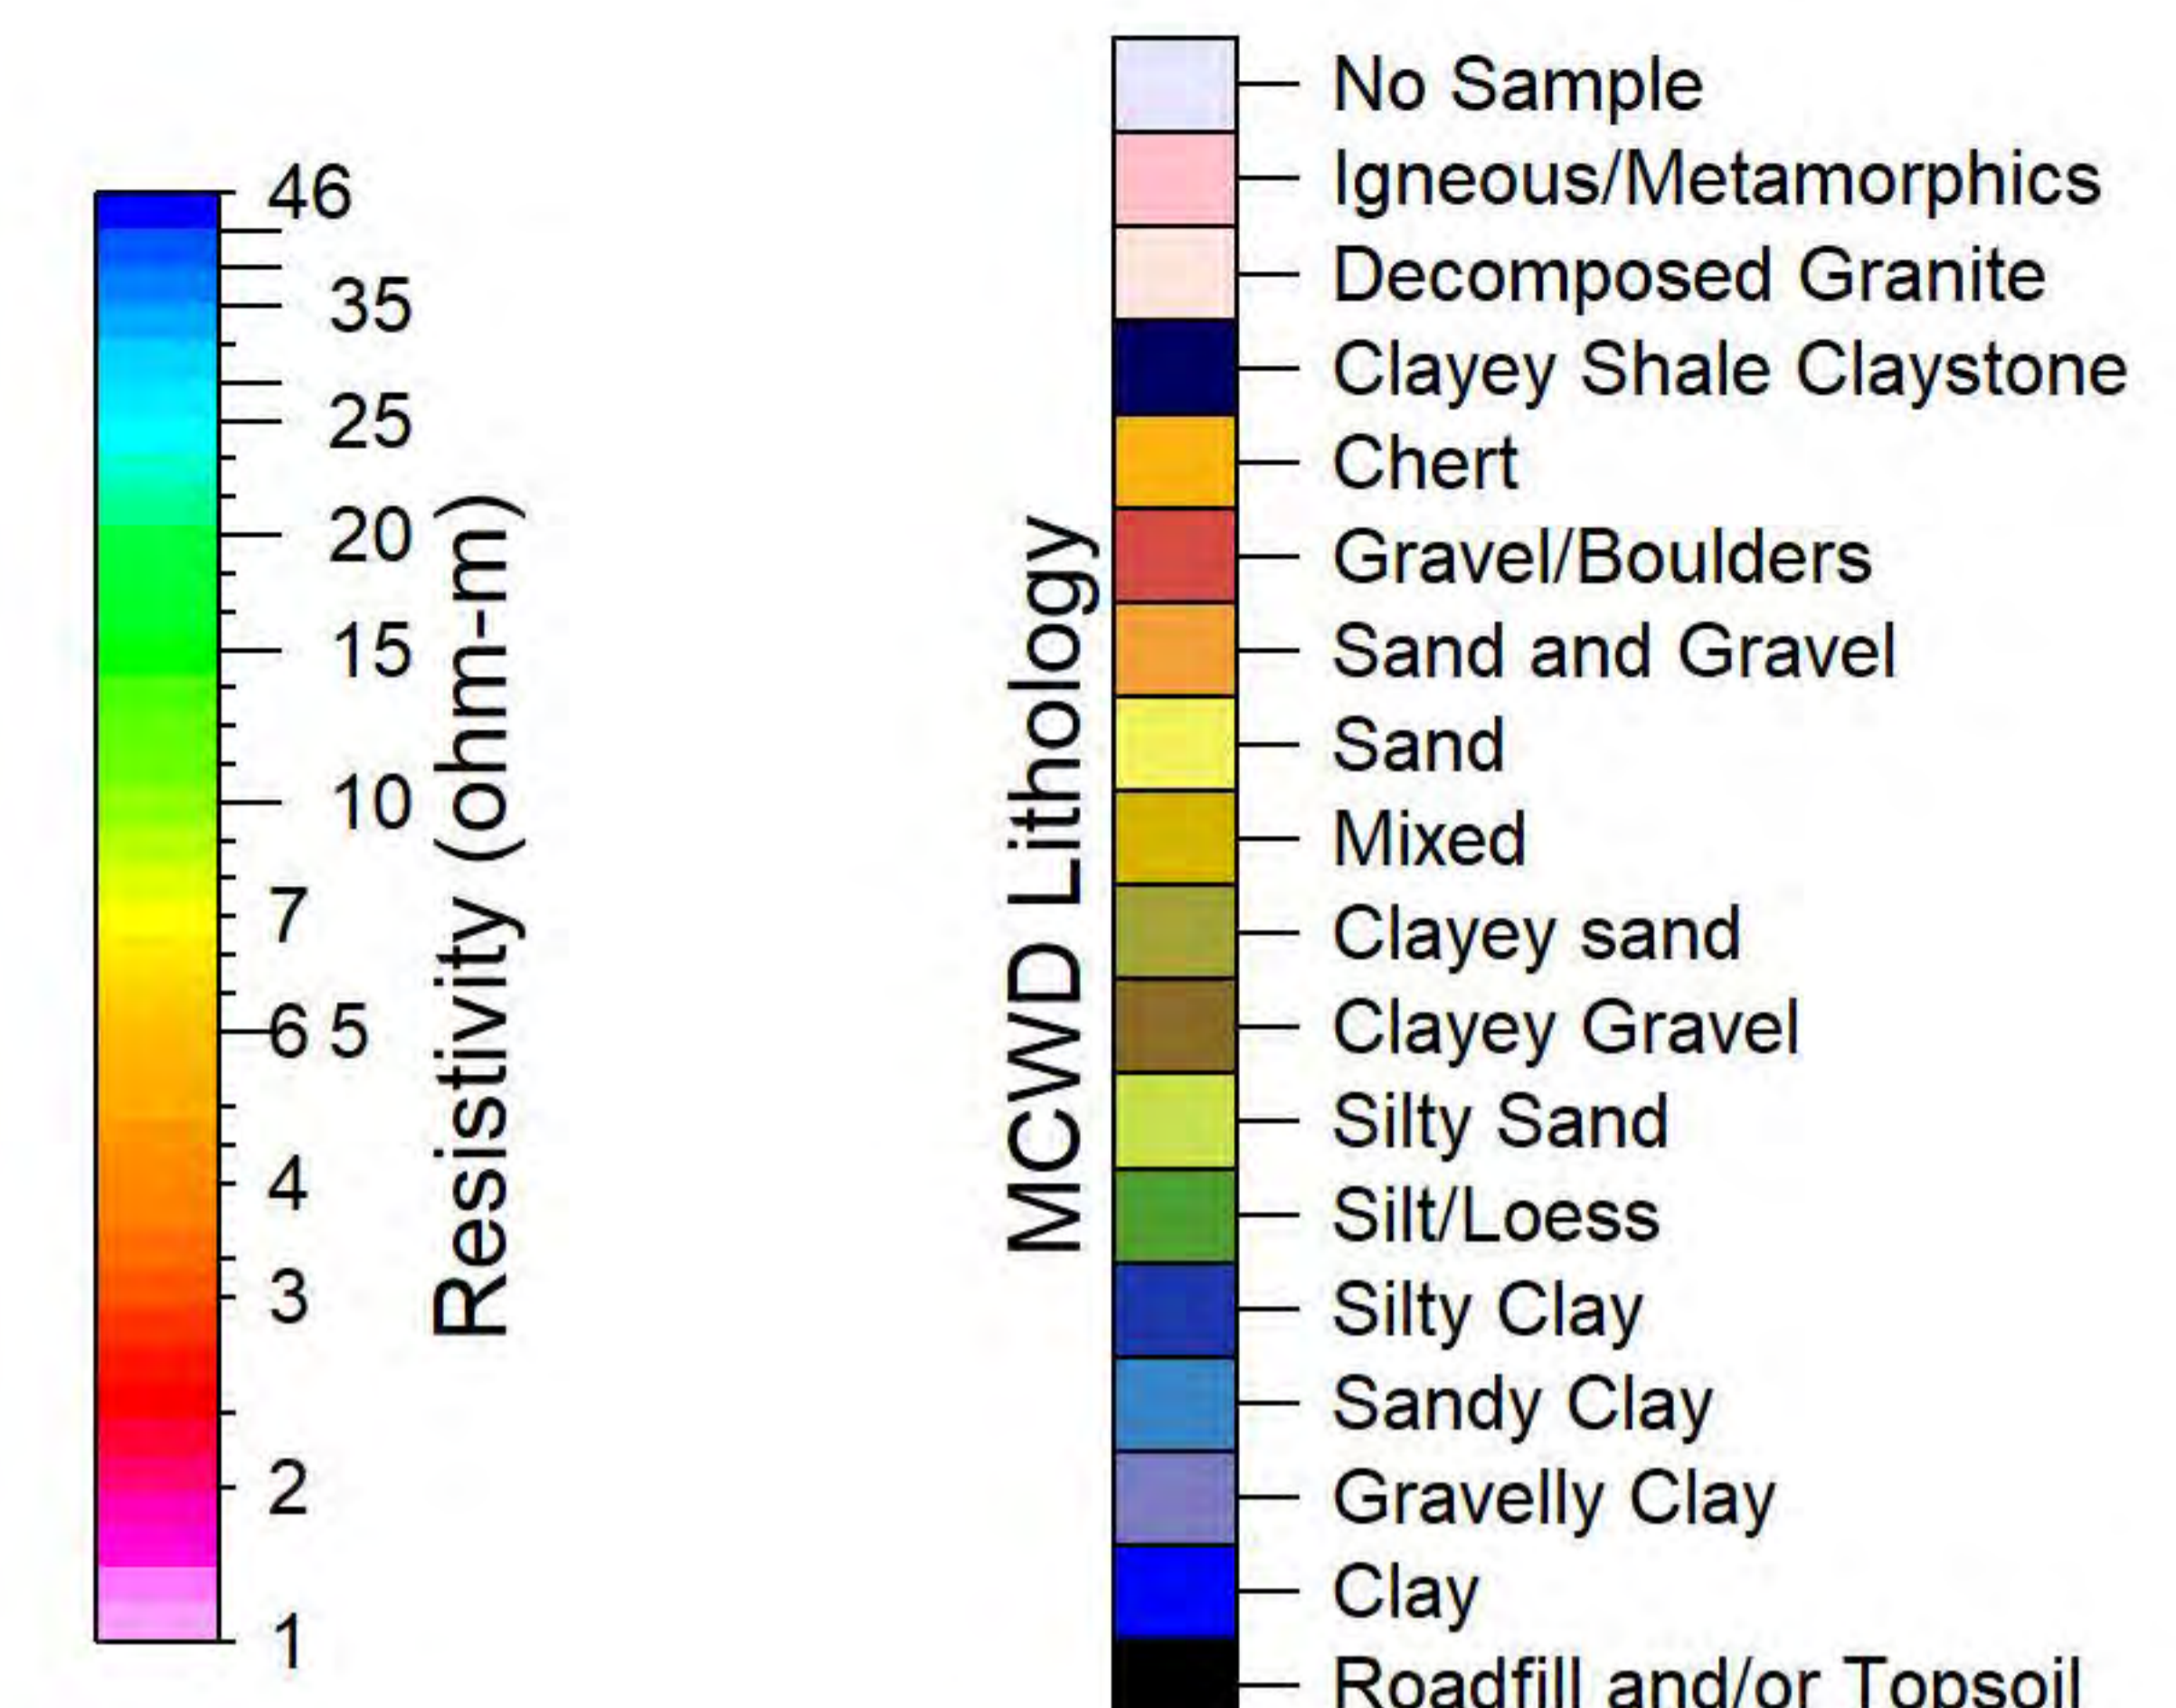 46
35
25
20
15
10
7
6 5
4
3
2
1
Resistivity (ohm-m)
MCWD Lithology
No Sample
Igneous/Metamorphics
Decomposed Granite
Clayey Shale Claystone
Chert
Gravel/Boulders
Sand and Gravel
Sand
Mixed
Clayey sand
Clayey Gravel
Silty Sand
Silt/Loess
Silty Clay
Sandy Clay
Gravelly Clay
Clay
Roadfill and/or Topsoil